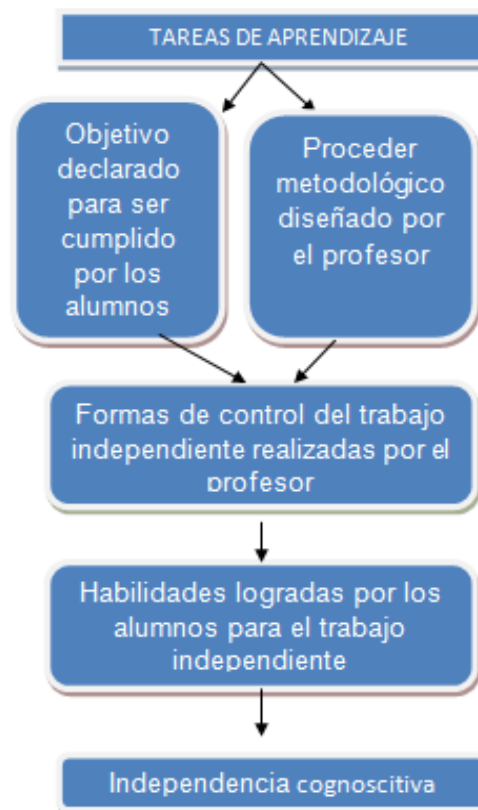 TAREAS DE APRENDIZAJE
Objetivo
declarado
para ser
cumplido
por los
alumnos
Proceder
metodológico
diseñado por
el profesor
Formas de control del trabajo
independiente realizadas por el
profesor
Habilidades logradas por los
alumnos para el trabajo
independiente
Independencia cognoscitiva